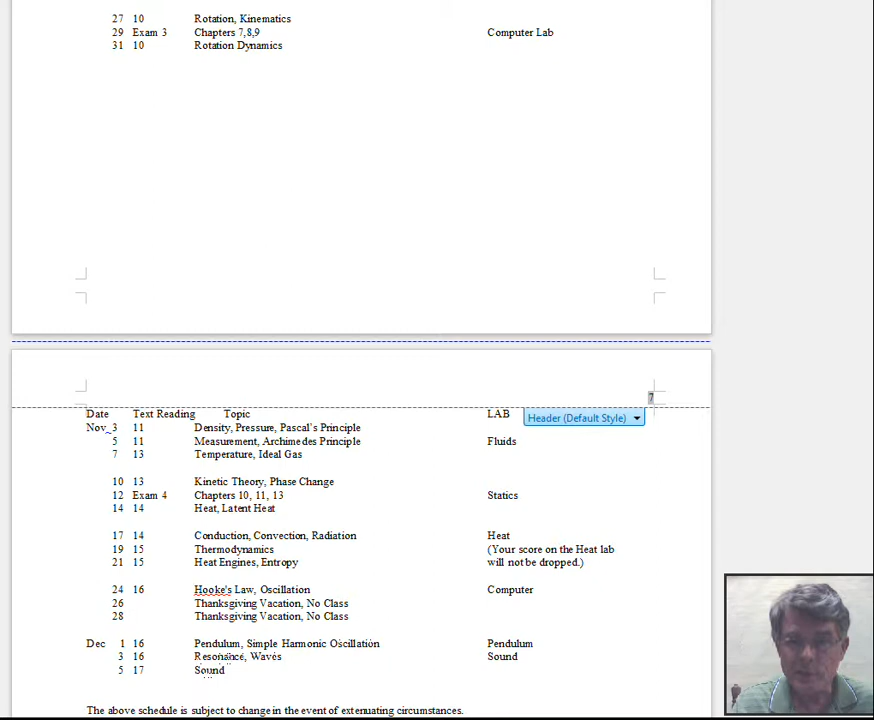 27 10 Rotation, Kinematics
29 Exam 3 Chapters 7,8,9 Computer Lab
31 10 Rotation Dynamics
7
Date Text Reading Topic LAB Header (Default Style)
Nov 3 11 Density, Pressure, Pascal's Principle
5 11 Measurement, Archimedes Principle Fluids
7 13 Temperature, Ideal Gas
10 13 Kinetic Theory, Phase Change
12 Exam 4 Chapters 10, 11, 13 Statics
14 14 Heat, Latent Heat
17 14 Conduction, Convection, Radiation Heat
19 15 Thermodynamics (Your score on the Heat lab
21 15 Heat Engines, Entropy will not be dropped.)
24 16 Hooke's Law, Oscillation Computer
26 Thanksgiving Vacation, No Class
28 Thanksgiving Vacation, No Class
Dec 1 16 Pendulum, Simple Harmonic Oscillation Pendulum
3 16 Resonance, Waves Sound
5 17 Sound
The above schedule is subject to change in the event of extenuating circumstances.